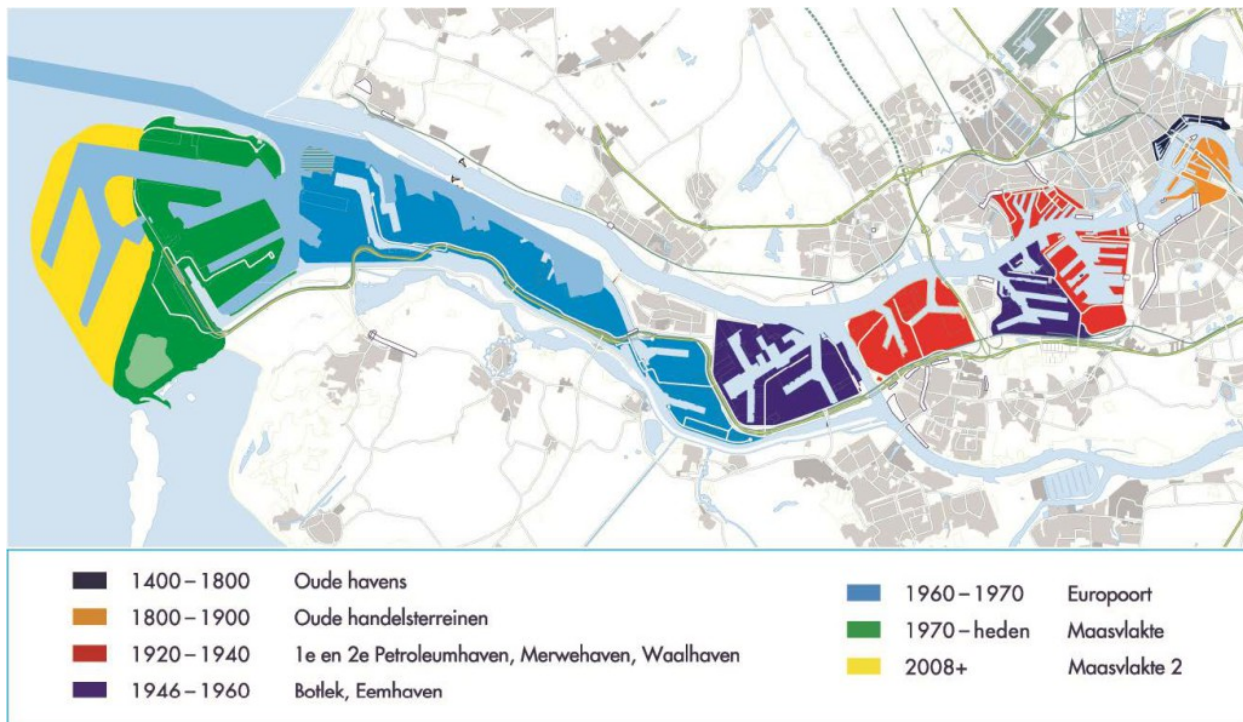 1400–1800 Oude havens
1800–1900 Oude handelsterreinen
1920–1940 1e en 2e Petroleumhaven, Merwehaven, Waalhaven
1946–1960 Botlek, Eemhaven
1960–1970 Europoort
1970–heden Maasvlakte
2008+ Maasvlakte 2